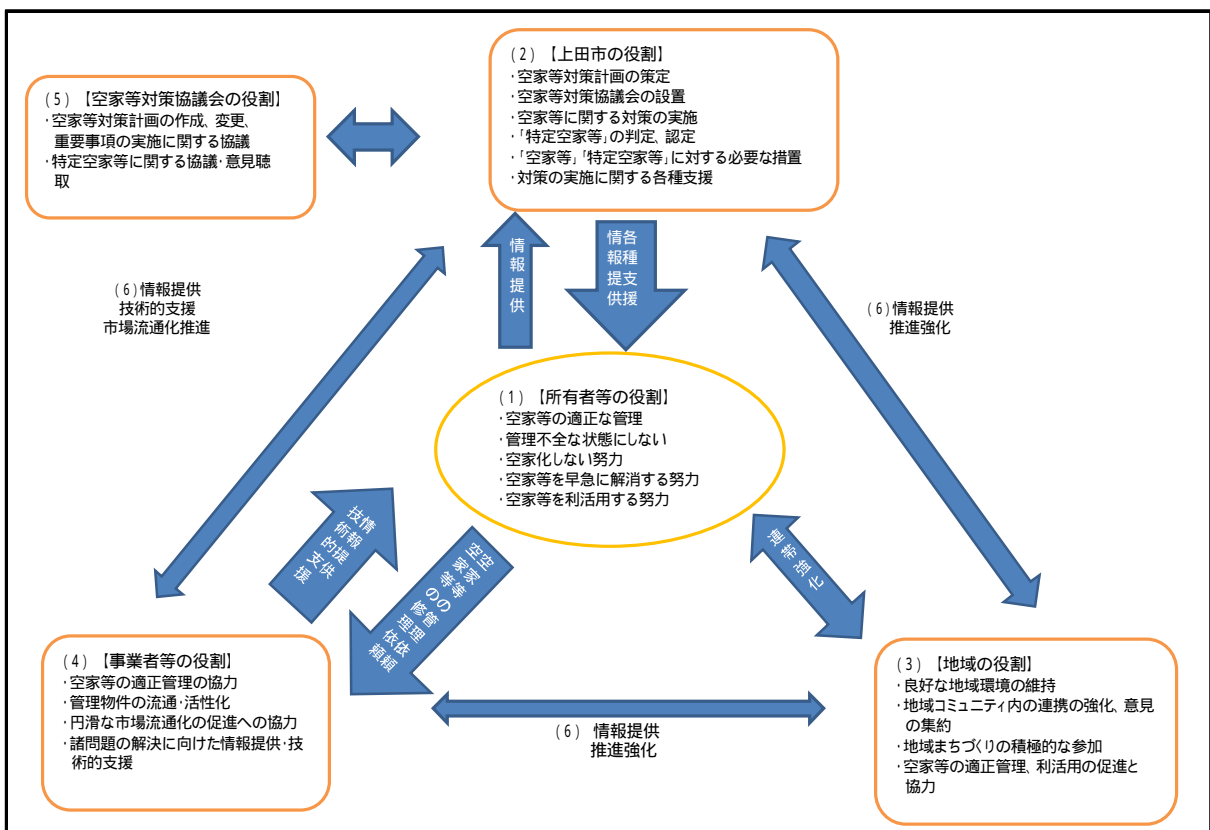 (2) 【上田市の役割】
・空家等対策計画の策定
・空家等対策協議会の設置
・空家等に関する対策の実施
・「特定空家等」の判定、認定
・「空家等」「特定空家等」に対する必要な措置
・対策の実施に関する各種支援
(5) 【空家等対策協議会の役割】
・空家等対策計画の作成、変更、
重要事項の実施に関する協議
・特定空家等に関する協議・意見聴
取
情報提供
各種支援
情報提供
(6)情報提供
技術的支援
市場流通化推進
(6)情報提供
推進強化
(1) 【所有者等の役割】
・空家等の適正な管理
・管理不全な状態にしない
・空家化しない努力
・空家等を早急に解消する努力
・空家等を利活用する努力
情報提供
技術的支援
空家等の管理依頼
空家等の修理依頼
連帯強化
(4) 【事業者等の役割】
・空家等の適正管理の協力
・管理物件の流通・活性化
・円滑な市場流通化の促進への協力
・諸問題の解決に向けた情報提供・技
術的支援
(6) 情報提供
推進強化
(3) 【地域の役割】
・良好な地域環境の維持
・地域コミュニティ内の連携の強化、意見
の集約
・地域まちづくりの積極的な参加
・空家等の適正管理、利活用の促進と
協力